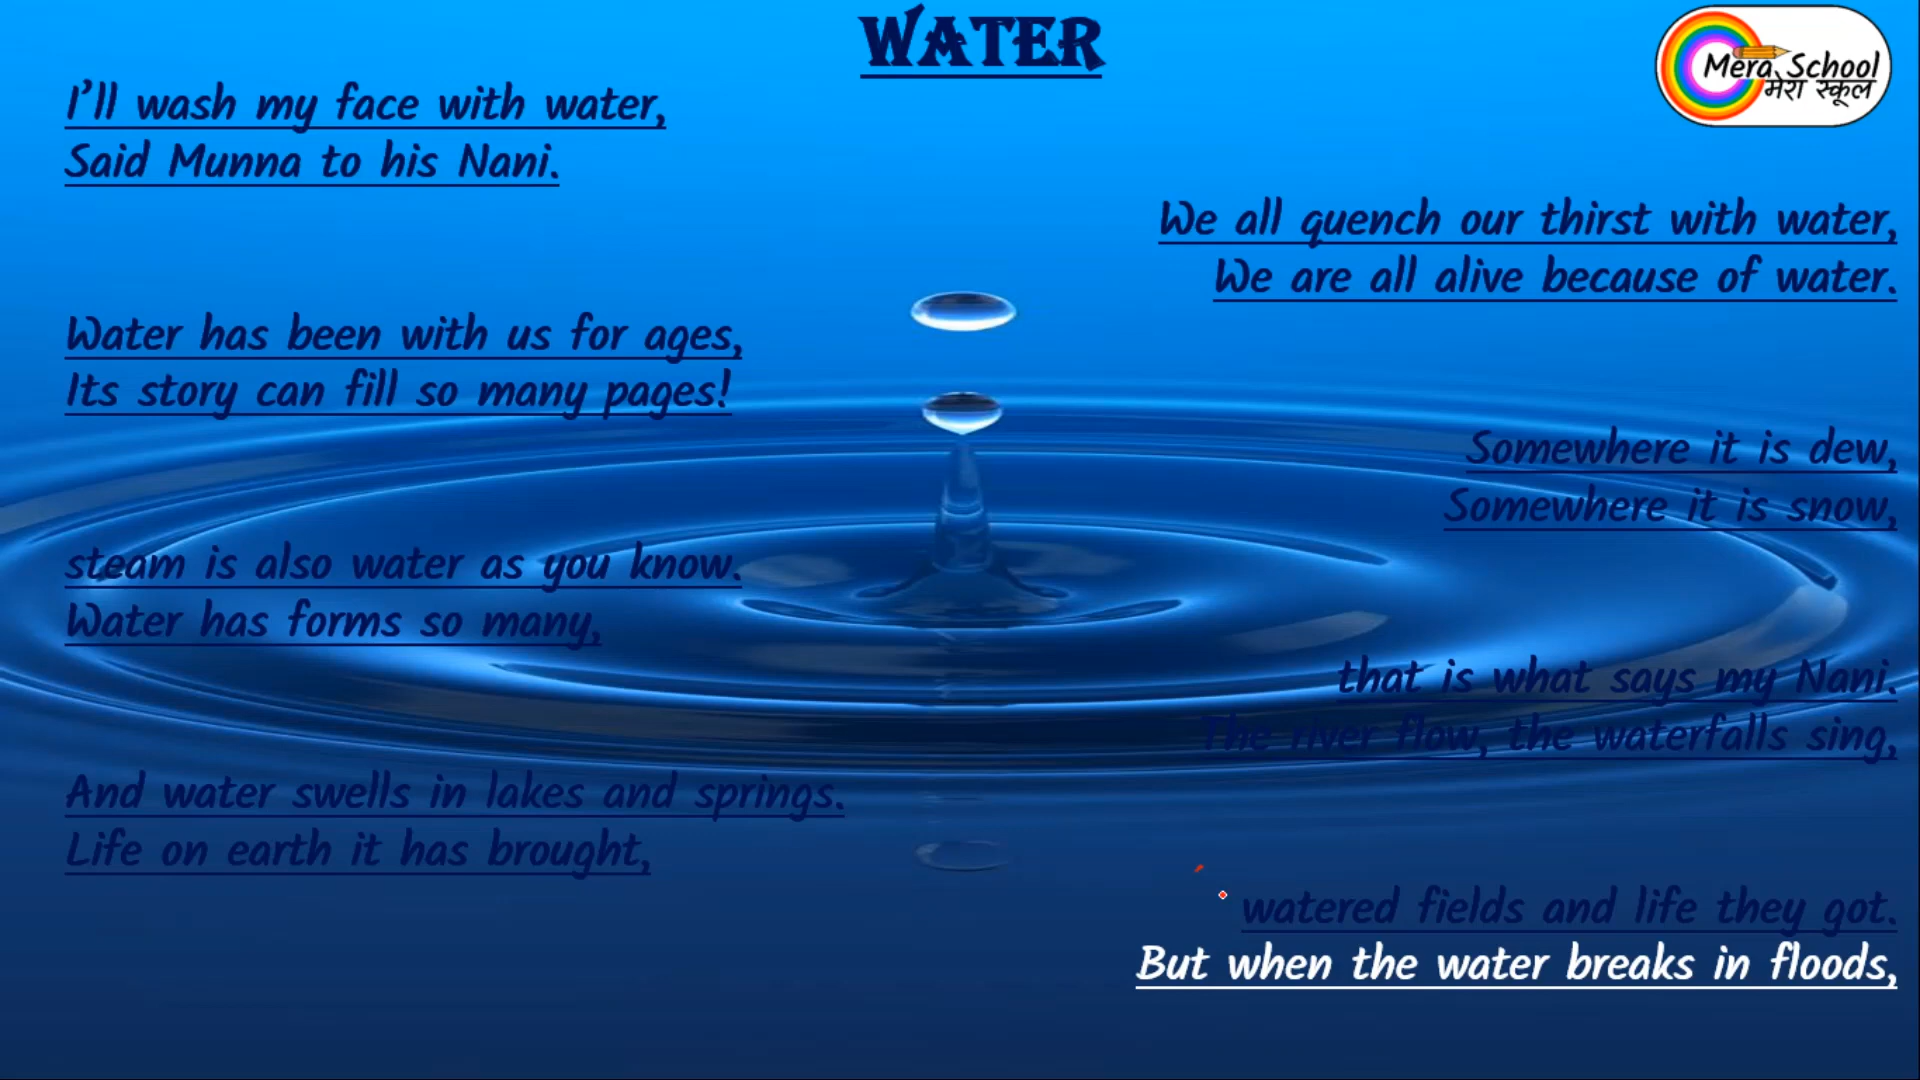 WATER
Mera School
मेरा स्कूल
I'll wash my face with water,
Said Munna to his Nani.
We all quench our thirst with water,
We are all alive because of water.
Water has been with us for ages,
Its story can fill so many pages!
Somewhere it is dew,
Somewhere it is snow,
steam is also water as you know.
Water has forms so many,
that is what says my Nani.
The river flow, the waterfalls sing,
And water swells in lakes and springs.
Life on earth it has brought,
watered fields and life they got.
But when the water breaks in floods,